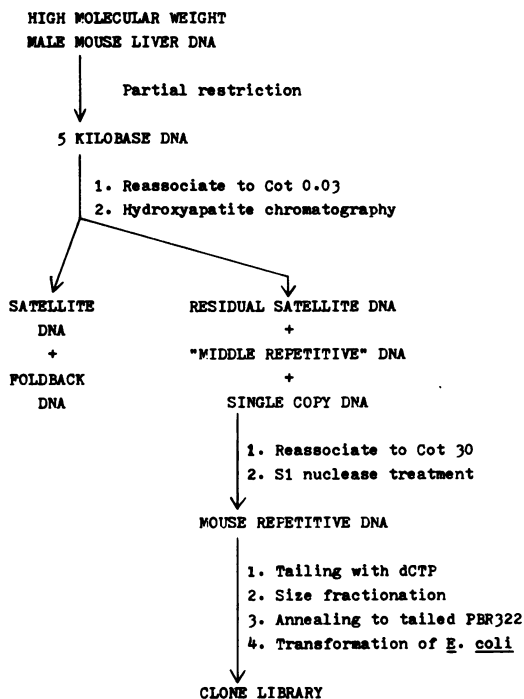 HIGH MOLECULAR WEIGHT
MALE MOUSE LIVER DNA
Partial restriction
5 KILOBASE DNA
1. Reassociate to Cot 0.03
2. Hydroxyapatite chromatography
SATELLITE
DNA
+
FOLDBACK
DNA
RESIDUAL SATELLITE DNA
+
"MIDDLE REPETITIVE" DNA
+
SINGLE COPY DNA
1. Reassociate to Cot 30
2. S1 nuclease treatment
MOUSE REPETITIVE DNA
1. Tailing with dCTP
2. Size fractionation
3. Annealing to tailed PBR322
4. Transformation of E. coli
CLONE LIBRARY